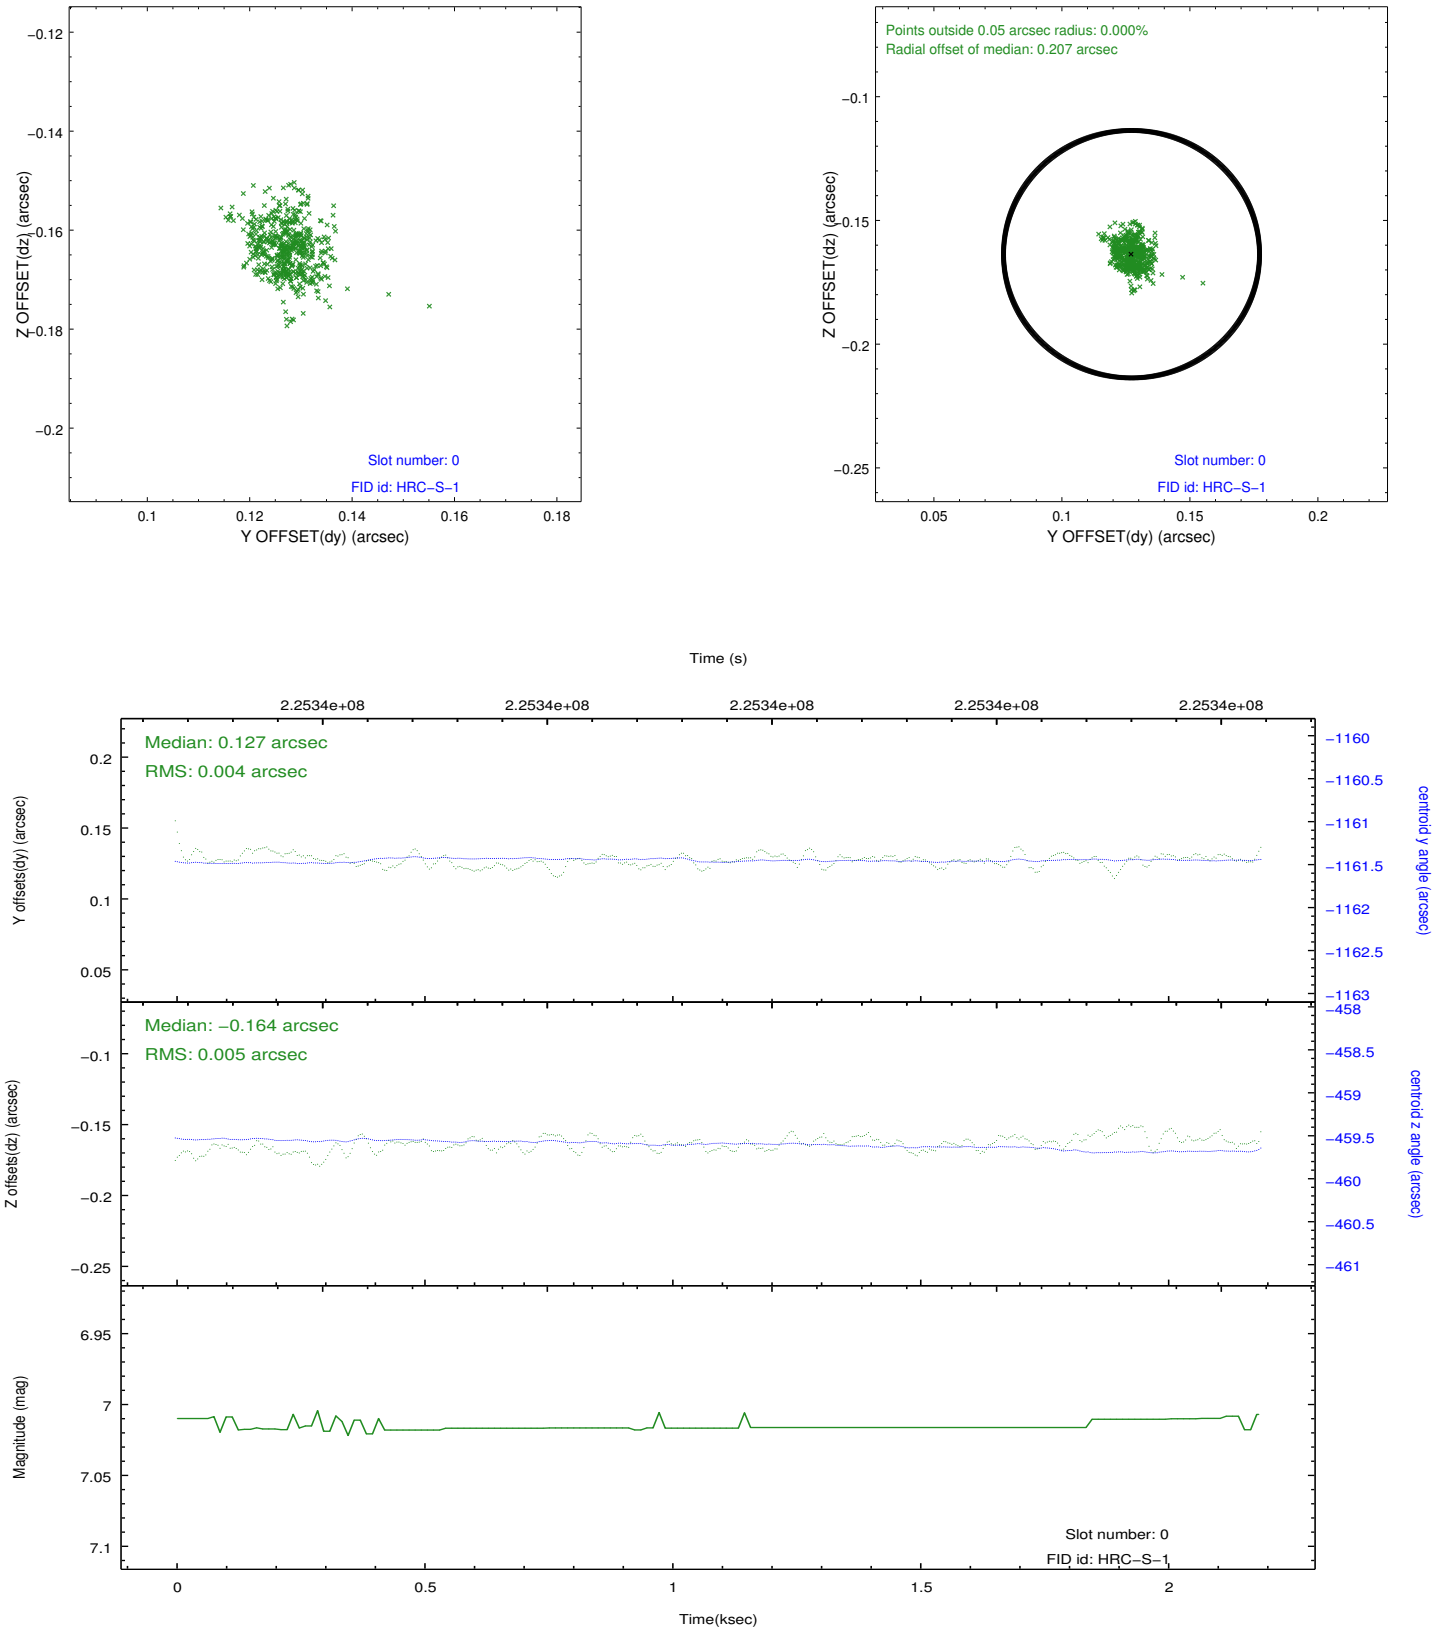 −0.12
−0.14
−0.16
−0.18
−0.2
Z OFFSET(dz) (arcsec)
Slot number: 0
FID id: HRC−S−1
0.1 0.12 0.14 0.16 0.18
Y OFFSET(dy) (arcsec)
Points outside 0.05 arcsec radius: 0.000%
Radial offset of median: 0.207 arcsec
−0.1
−0.15
−0.2
−0.25
Z OFFSET(dz) (arcsec)
Slot number: 0
FID id: HRC−S−1
0.05 0.1 0.15 0.2
Y OFFSET(dy) (arcsec)
Time (s)
2.2534e+08 2.2534e+08 2.2534e+08 2.2534e+08 2.2534e+08
Median: 0.127 arcsec
RMS: 0.004 arcsec
0.2
0.15
0.1
0.05
Y offsets(dy) (arcsec)
−1160
−1160.5
−1161
−1161.5
−1162
−1162.5
−1163
centroid y angle (arcsec)
Median: −0.164 arcsec
RMS: 0.005 arcsec
−0.1
−0.15
−0.2
−0.25
Z offsets(dz) (arcsec)
−458
−458.5
−459
−459.5
−460
−460.5
−461
centroid z angle (arcsec)
6.95
7
7.05
7.1
Magnitude (mag)
Slot number: 0
FID id: HRC−S−1
0 0.5 1 1.5 2
Time(ksec)